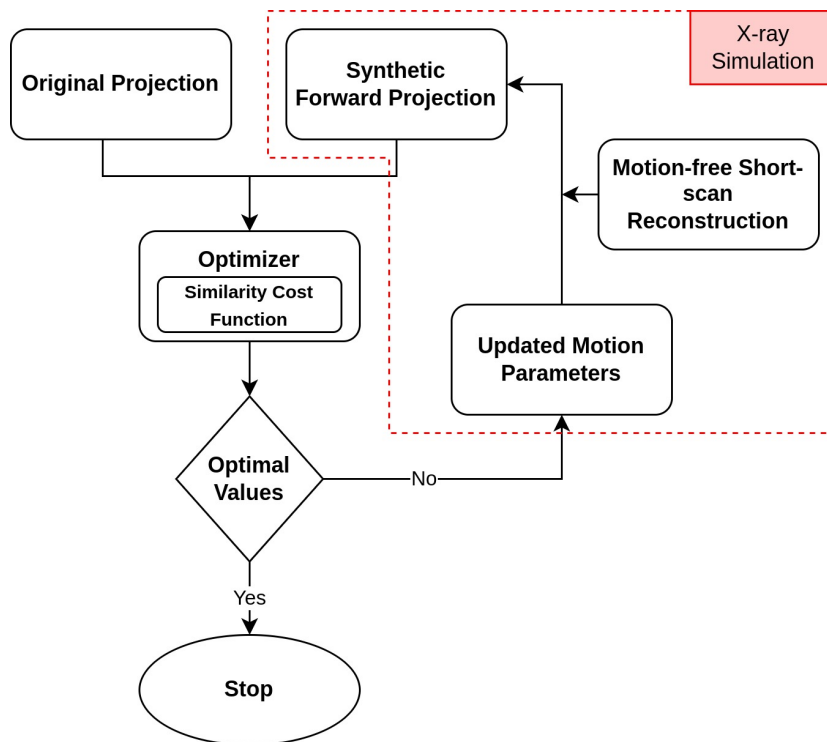 Original Projection
Synthetic
Forward Projection
X-ray
Simulation
Motion-free Short-
scan
Reconstruction
Optimizer
Similarity Cost
Function
Updated Motion
Parameters
Optimal
Values
No
Yes
Stop